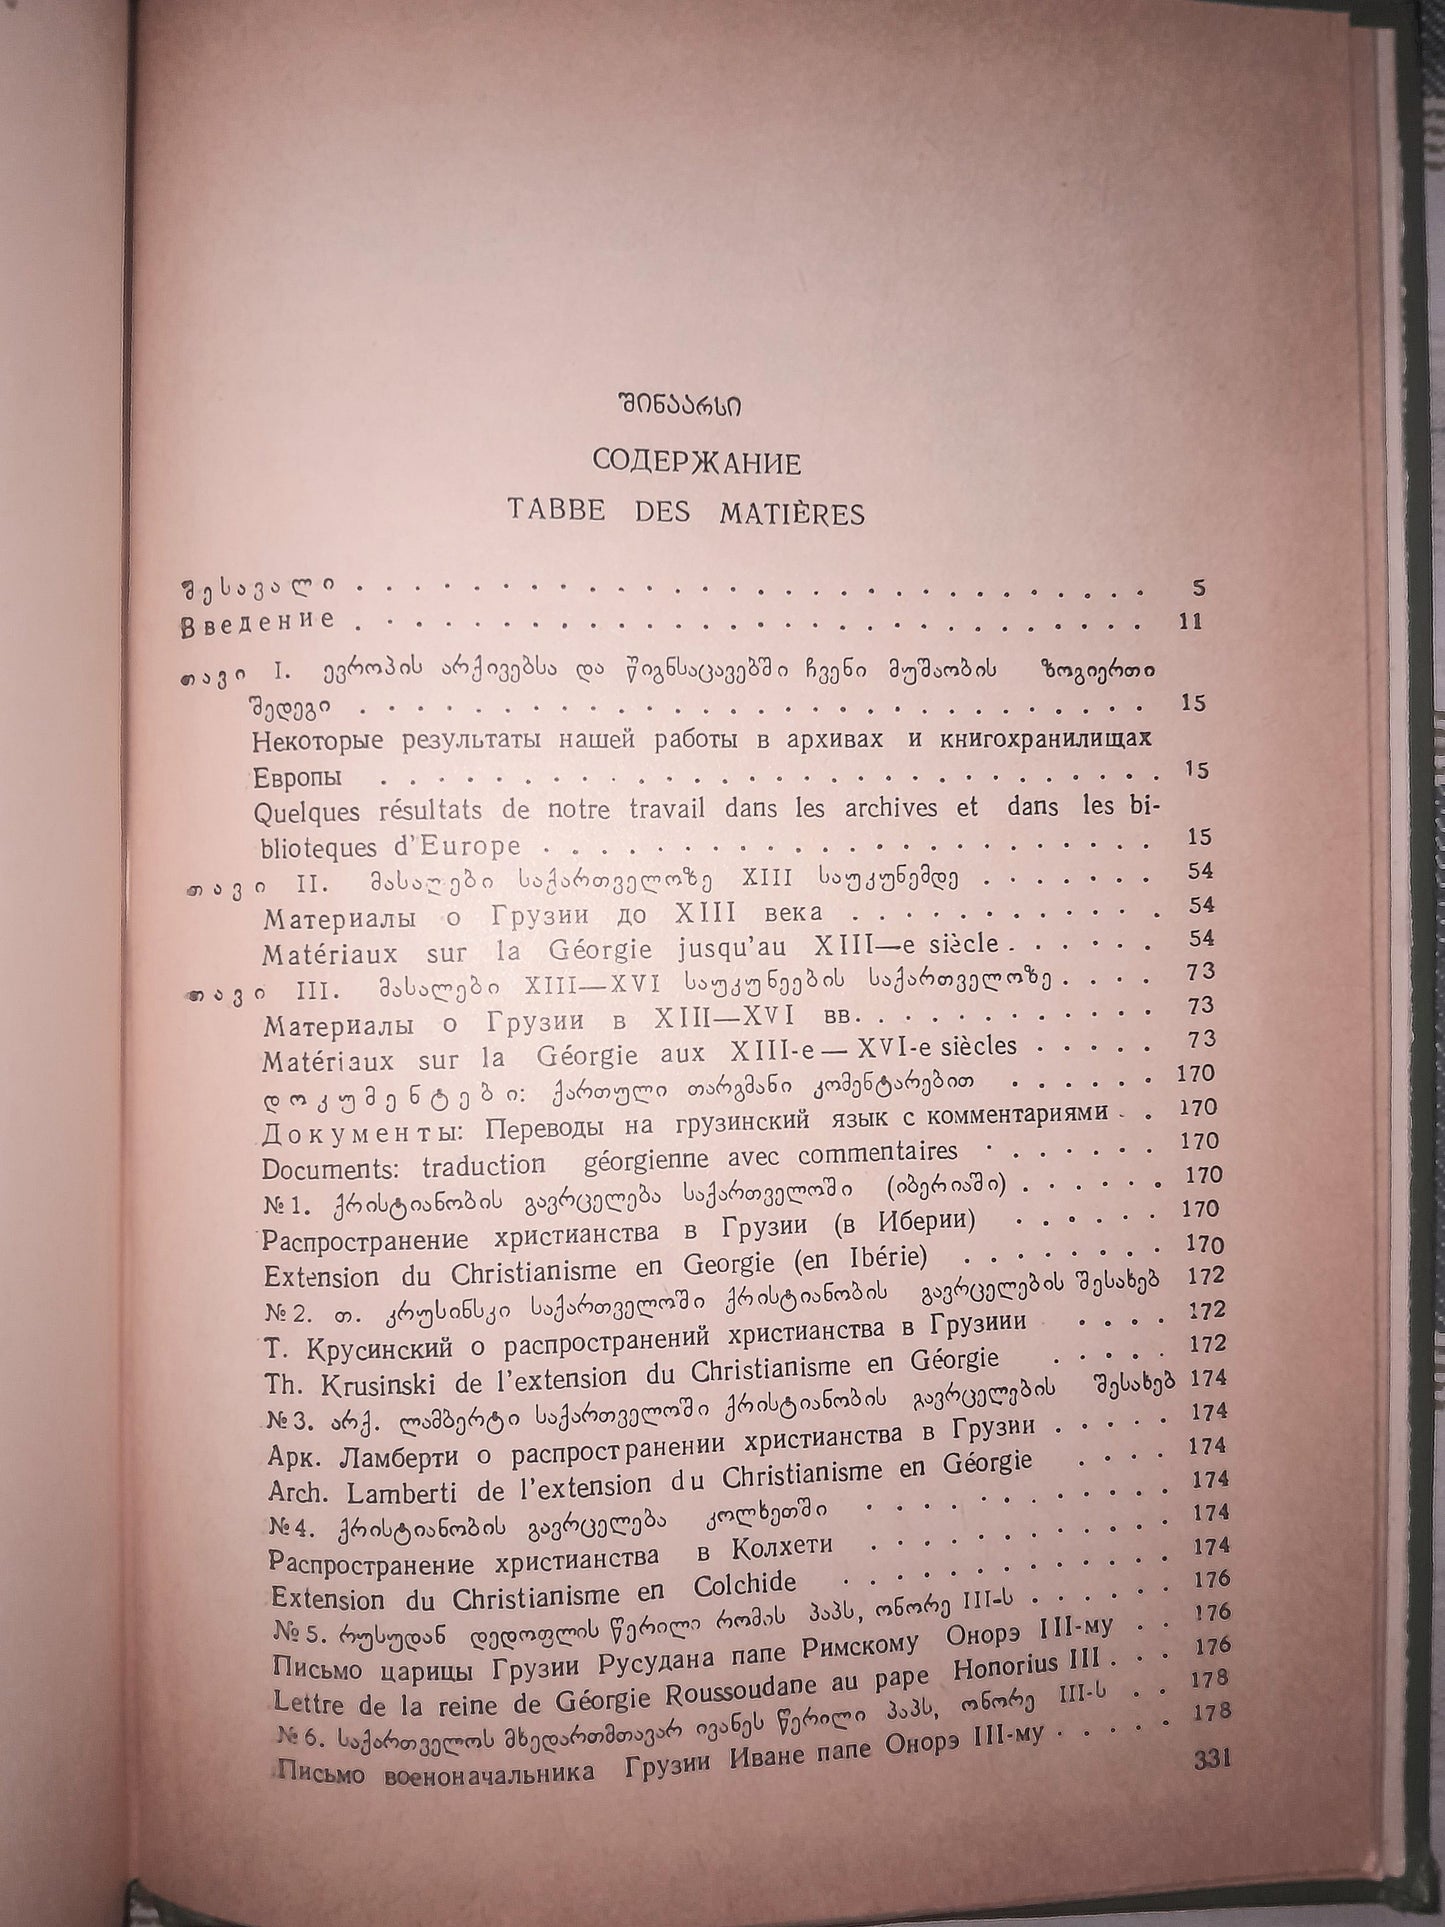 შინაარსი
СОДЕРЖАНИЕ
TABBE DES MATIÈRES
შესავალი . . . . . . . . . . . . . . . . . . . . . . . . . . . 5
Введение . . . . . . . . . . . . . . . . . . . . . . . . . . . 11
თავი I. ევროპის არქივებსა და წიგნსაცავებში ჩვენი მუშაობის ზოგიერთი
შედეგი . . . . . . . . . . . . . . . . . . . . . . . . . . . 15
Некоторые результаты нашей работы в архивах и книгохранилищах
Европы . . . . . . . . . . . . . . . . . . . . . . . . . . . 15
Quelques résultats de notre travail dans les archives et dans les bi-
blioteques d'Europe . . . . . . . . . . . . . . . . . . . . . 15
თავი II. მასალები საქართველოზე XIII საუკუნემდე . . . . . . . 54
Материалы о Грузии до XIII века . . . . . . . . . . . . 54
Matériaux sur la Géorgie jusqu'au XIII—e siècle . . . . . . 54
თავი III. მასალები XIII—XVI საუკუნეების საქართველოზე . . . . 73
Материалы о Грузии в XIII—XVI вв. . . . . . . . . . . . 73
Matériaux sur la Géorgie aux XIII-e — XVI-e siècles . . . . . 73
დოკუმენტები: ქართული თარგმანი კომენტარებით . . . . . . 170
Документы: Переводы на грузинский язык с комментариями . . 170
Documents: traduction géorgienne avec commentaires . . . . . . . 170
№ 1. ქრისტიანობის გავრცელება საქართველოში (იბერიაში) . . . . . . 170
Распространение христианства в Грузии (в Иберии) . . . . . . 170
Extension du Christianisme en Georgie (en Ibérie) . . . . . . . . 170
№ 2. თ. კრუსინსკი საქართველოში ქრისტიანობის გავრცელების შესახებ 172
Т. Крусинский о распространений христианства в Грузиии . . . . 172
Th. Krusinski de l'extension du Christianisme en Géorgie . . . . . 172
№ 3. არქ. ლამბერტი საქართველოში ქრისტიანობის გავრცელების შესახებ 174
Арк. Ламберти о распространении христианства в Грузии . . . . . 174
Arch. Lamberti de l'extension du Christianisme en Géorgie . . . . 174
№ 4. ქრისტიანობის გავრცელება კოლხეთში . . . . . . . . . . . 174
Распространение христианства в Колхети . . . . . . . . . . . 174
Extension du Christianisme en Colchide . . . . . . . . . . . . 174
№ 5. რუსუდან დედოფლის წერილი რომის პაპს, ონორე III-ს . . . . . . 176
Письмо царицы Грузии Русудана папе Римскому Онорэ III-му . . 176
Lettre de la reine de Géorgie Roussoudane au pape Honorius III . . . 176
№ 6. საქართველოს მხედართმთავარ ივანეს წერილი პაპს, ონორე III-ს . . 178
Письмо военоначальника Грузии Иване папе Онорэ III-му . . . . . 178
331